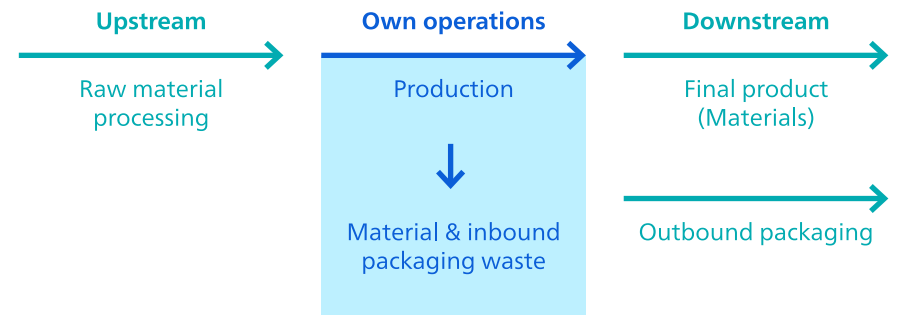 Upstream
Raw material
processing
Own operations
Production
Material & inbound
packaging waste
Downstream
Final product
(Materials)
Outbound packaging